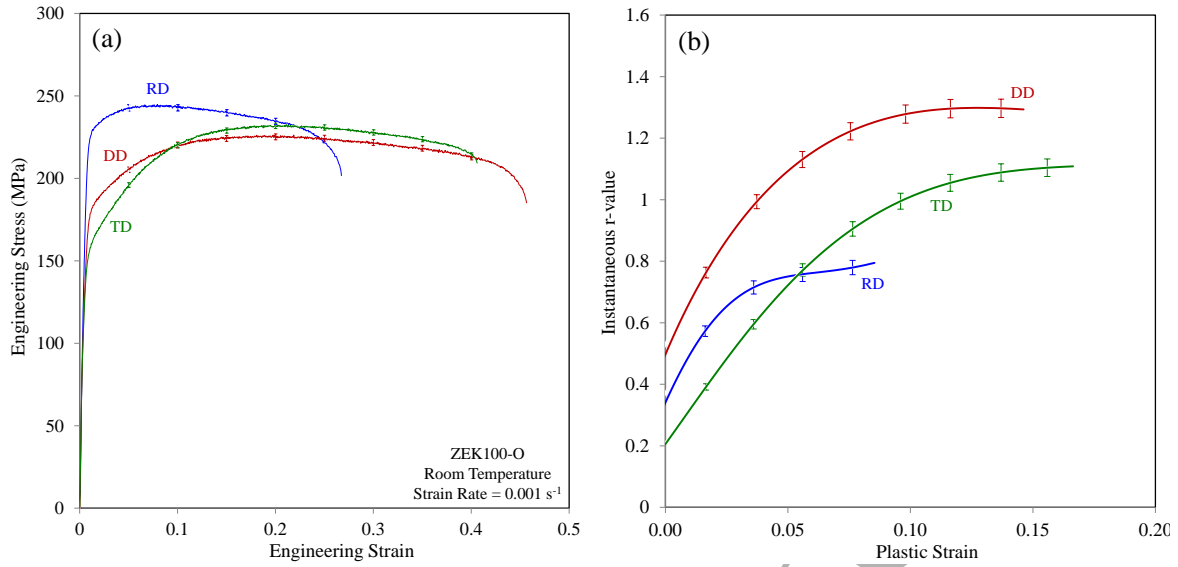 (a)
300
250
200
150
100
50
0
Engineering Stress (MPa)
RD
DD
TD
ZEK100-O
Room Temperature
Strain Rate = 0.001 s-1
0 0.1 0.2 0.3 0.4 0.5
Engineering Strain
(b)
1.6
1.4
1.2
1
0.8
0.6
0.4
0.2
0
Instantaneous r-value
DD
TD
RD
0.00 0.05 0.10 0.15 0.20
Plastic Strain